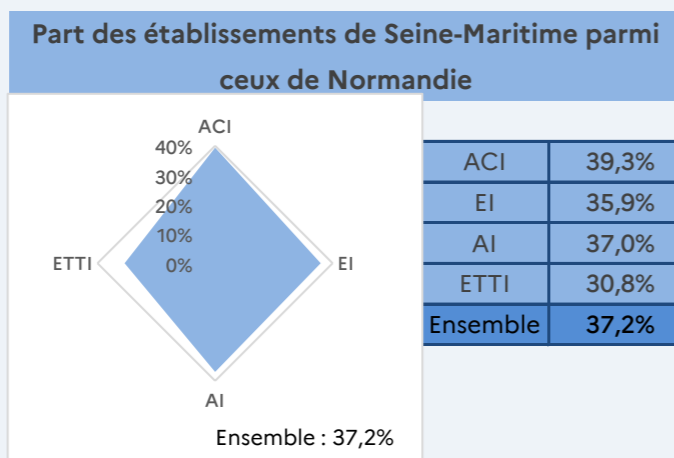 Part des établissements de Seine-Maritime parmi
ceux de Normandie
ACI
40%
30%
20%
10%
0%
ETTI
EI
AI
Ensemble : 37,2%
ACI 39,3%
EI 35,9%
AI 37,0%
ETTI 30,8%
Ensemble 37,2%